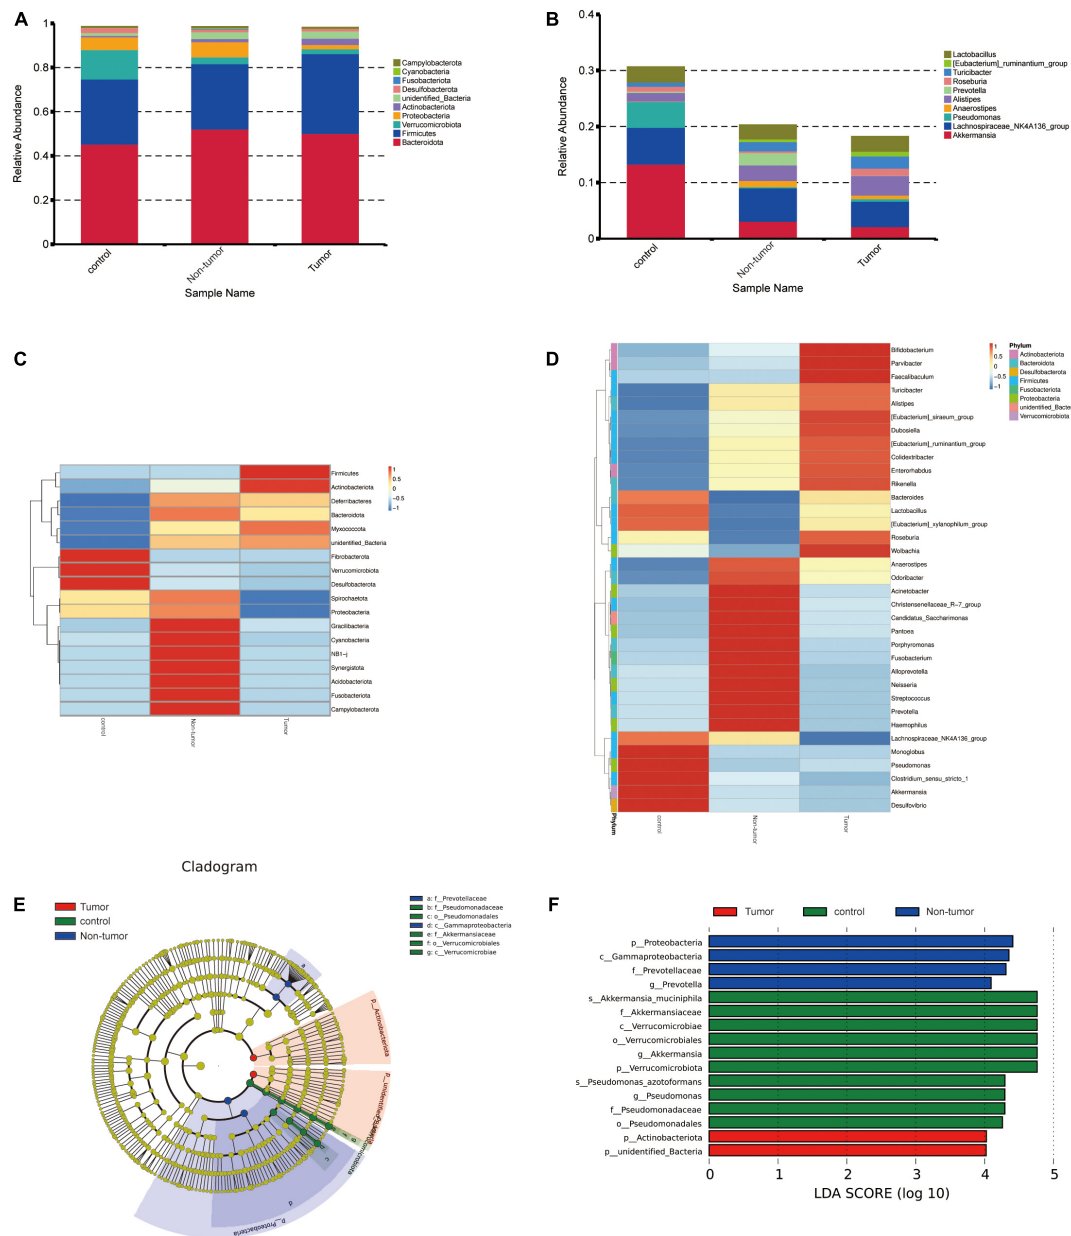 A
Relative Abundance
1
0.8
0.6
0.4
0.2
0
control
Non-tumor
Tumor
Sample Name
Campylobacterota
Cyanobacteria
Fusobacteriota
Desulfobacterota
unidentified_Bacteria
Actinobacteriota
Proteobacteria
Verrucomicrobiota
Firmicutes
Bacteroidota
B
Relative Abundance
0.4
0.3
0.2
0.1
0
control
Non-tumor
Tumor
Sample Name
Lactobacillus
[Eubacterium]_ruminantium_group
Turicibacter
Roseburia
Prevotella
Alistipes
Anaerostipes
Pseudomonas
Lachnospiraceae_NK4A136_group
Akkermansia
C
1
0.5
0
−0.5
−1
Firmicutes
Actinobacteriota
Deferribacteres
Bacteroidota
Myxococcota
unidentified_Bacteria
Fibrobacterota
Verrucomicrobiota
Desulfobacterota
Spirochaetota
Proteobacteria
Gracilibacteria
Cyanobacteria
NB1−j
Synergistota
Acidobacteriota
Fusobacteriota
Campylobacterota
control
Non-tumor
Tumor
D
1
0.5
0
−0.5
−1
Phylum
Actinobacteriota
Bacteroidota
Desulfobacterota
Firmicutes
Fusobacteriota
Proteobacteria
unidentified_Bacte
Verrucomicrobiota
Bifidobacterium
Parvibacter
Faecalibaculum
Turicibacter
Alistipes
[Eubacterium]_siraeum_group
Dubosiella
[Eubacterium]_ruminantium_group
Colidextribacter
Enterorhabdus
Rikenella
Bacteroides
Lactobacillus
[Eubacterium]_xylanophilum_group
Roseburia
Wolbachia
Anaerostipes
Odoribacter
Acinetobacter
Christensenellaceae_R−7_group
Candidatus_Saccharimonas
Pantoea
Porphyromonas
Fusobacterium
Alloprevotella
Neisseria
Streptococcus
Prevotella
Haemophilus
Lachnospiraceae_NK4A136_group
Monoglobus
Pseudomonas
Clostridium_sensu_stricto_1
Akkermansia
Desulfovibrio
Phylum
control
Non-tumor
Tumor
Cladogram
E
Tumor
control
Non-tumor
a: f__Prevotellaceae
b: f__Pseudomonadaceae
c: o__Pseudomonadales
d: c__Gammaproteobacteria
e: f__Akkermansiaceae
f: o__Verrucomicrobiales
g: c__Verrucomicrobiae
a
p__Actinobacteriota
d
c
p__Proteobacteria
F
Tumor
control
Non-tumor
p__Proteobacteria
c__Gammaproteobacteria
f__Prevotellaceae
g__Prevotella
s__Akkermansia_muciniphila
f__Akkermansiaceae
c__Verrucomicrobiae
o__Verrucomicrobiales
g__Akkermansia
p__Verrucomicrobiota
s__Pseudomonas_azotoformans
g__Pseudomonas
f__Pseudomonadaceae
o__Pseudomonadales
p__Actinobacteriota
p__unidentified_Bacteria
0
1
2
3
4
5
LDA SCORE (log 10)